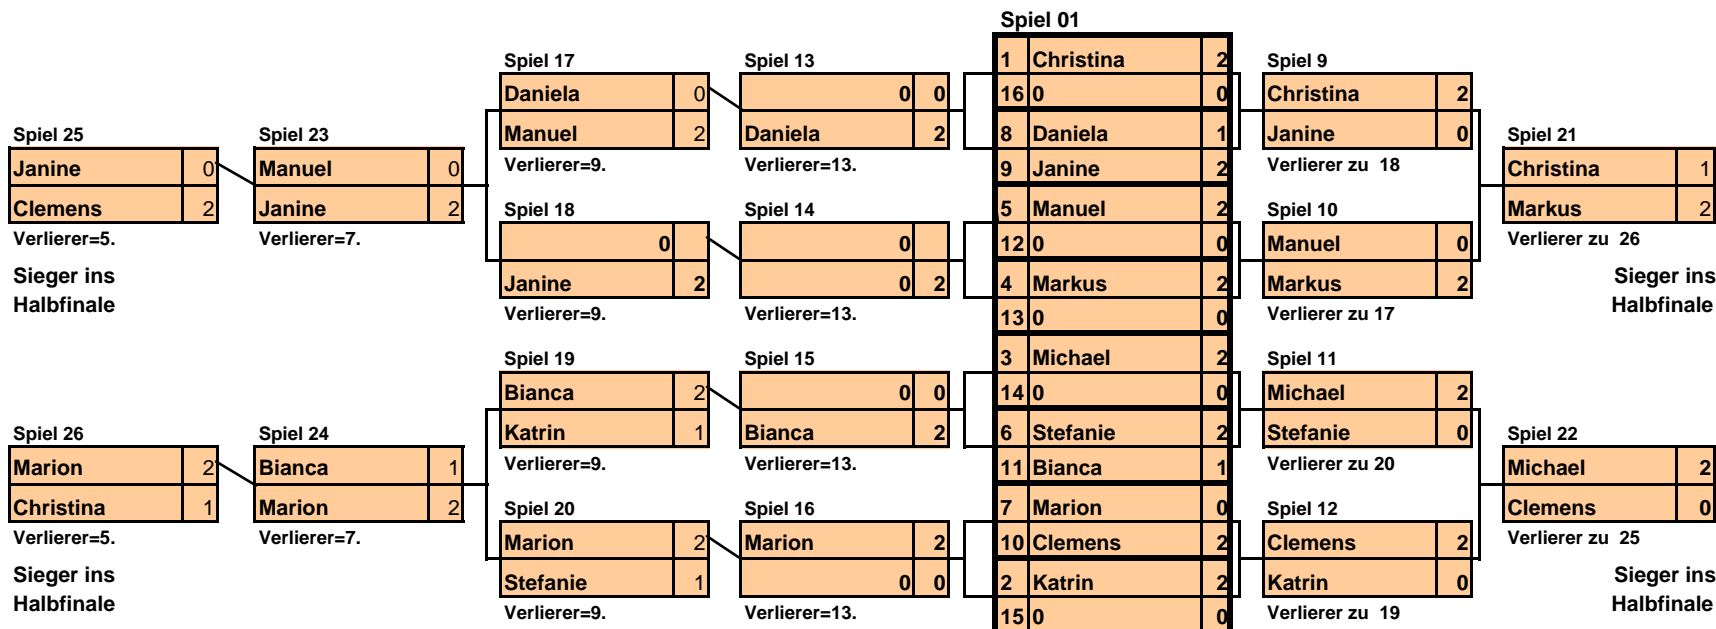 Spiel 01
1 Christina 2
Spiel 17 Spiel 13 Spiel 9
Daniela 0 0 0 16 0 0 Christina 2
Spiel 25 Spiel 23 Manuel 2 Daniela 2 8 Daniela 1 Janine 0 Spiel 21
Janine 0 Manuel 0 Verlierer=9. Verlierer=13. 9 Janine 2 Verlierer zu 18 Christina 1
Clemens 2 Janine 2 Spiel 18 Spiel 14 5 Manuel 2 Spiel 10 Markus 2
Verlierer=5. Verlierer=7. 0 0 12 0 0 Manuel 0 Verlierer zu 26
Sieger ins Janine 2 0 2 4 Markus 2 Markus 2 Sieger ins
Halbfinale Verlierer=9. Verlierer=13. 13 0 0 Verlierer zu 17 Halbfinale
Spiel 19 Spiel 15 3 Michael 2 Spiel 11
Bianca 2 0 0 14 0 0 Michael 2
Spiel 26 Spiel 24 Katrin 1 Bianca 2 6 Stefanie 2 Stefanie 0 Spiel 22
Marion 2 Bianca 1 Verlierer=9. Verlierer=13. 11 Bianca 1 Verlierer zu 20 Michael 2
Christina 1 Marion 2 Spiel 20 Spiel 16 7 Marion 0 Spiel 12 Clemens 0
Verlierer=5. Verlierer=7. Marion 2 Marion 2 10 Clemens 2 Clemens 2 Verlierer zu 25
Sieger ins Stefanie 1 0 0 2 Katrin 2 Katrin 0 Sieger ins
Halbfinale Verlierer=9. Verlierer=13. 15 0 0 Verlierer zu 19 Halbfinale